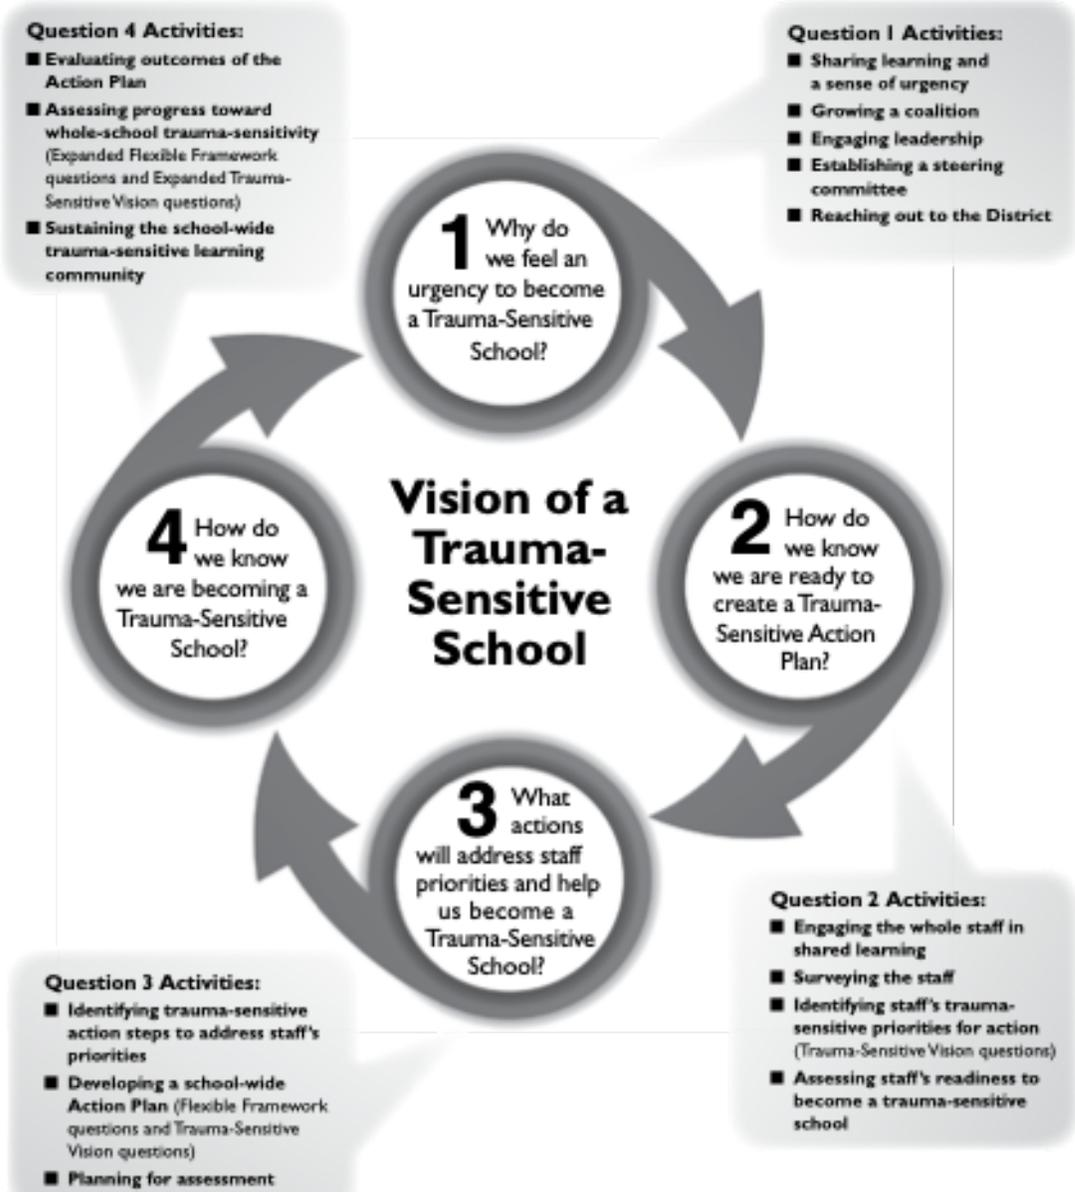 Question 4 Activities:
■ Evaluating outcomes of the
Action Plan
■ Assessing progress toward
whole-school trauma-sensitivity
(Expanded Flexible Framework
questions and Expanded Trauma-
Sensitive Vision questions)
■ Sustaining the school-wide
trauma-sensitive learning
community
Question 1 Activities:
■ Sharing learning and
a sense of urgency
■ Growing a coalition
■ Engaging leadership
■ Establishing a steering
committee
■ Reaching out to the District
1 Why do
we feel an
urgency to become
a Trauma-Sensitive
School?
Vision of a
Trauma-
Sensitive
School
2 How do
we know
we are ready to
create a Trauma-
Sensitive Action
Plan?
3 What
actions
will address staff
priorities and help
us become a
Trauma-Sensitive
School?
4 How do
we know
we are becoming a
Trauma-Sensitive
School?
Question 2 Activities:
■ Engaging the whole staff in
shared learning
■ Surveying the staff
■ Identifying staff's trauma-
sensitive priorities for action
(Trauma-Sensitive Vision questions)
■ Assessing staff's readiness to
become a trauma-sensitive
school
Question 3 Activities:
■ Identifying trauma-sensitive
action steps to address staff's
priorities
■ Developing a school-wide
Action Plan (Flexible Framework
questions and Trauma-Sensitive
Vision questions)
■ Planning for assessment